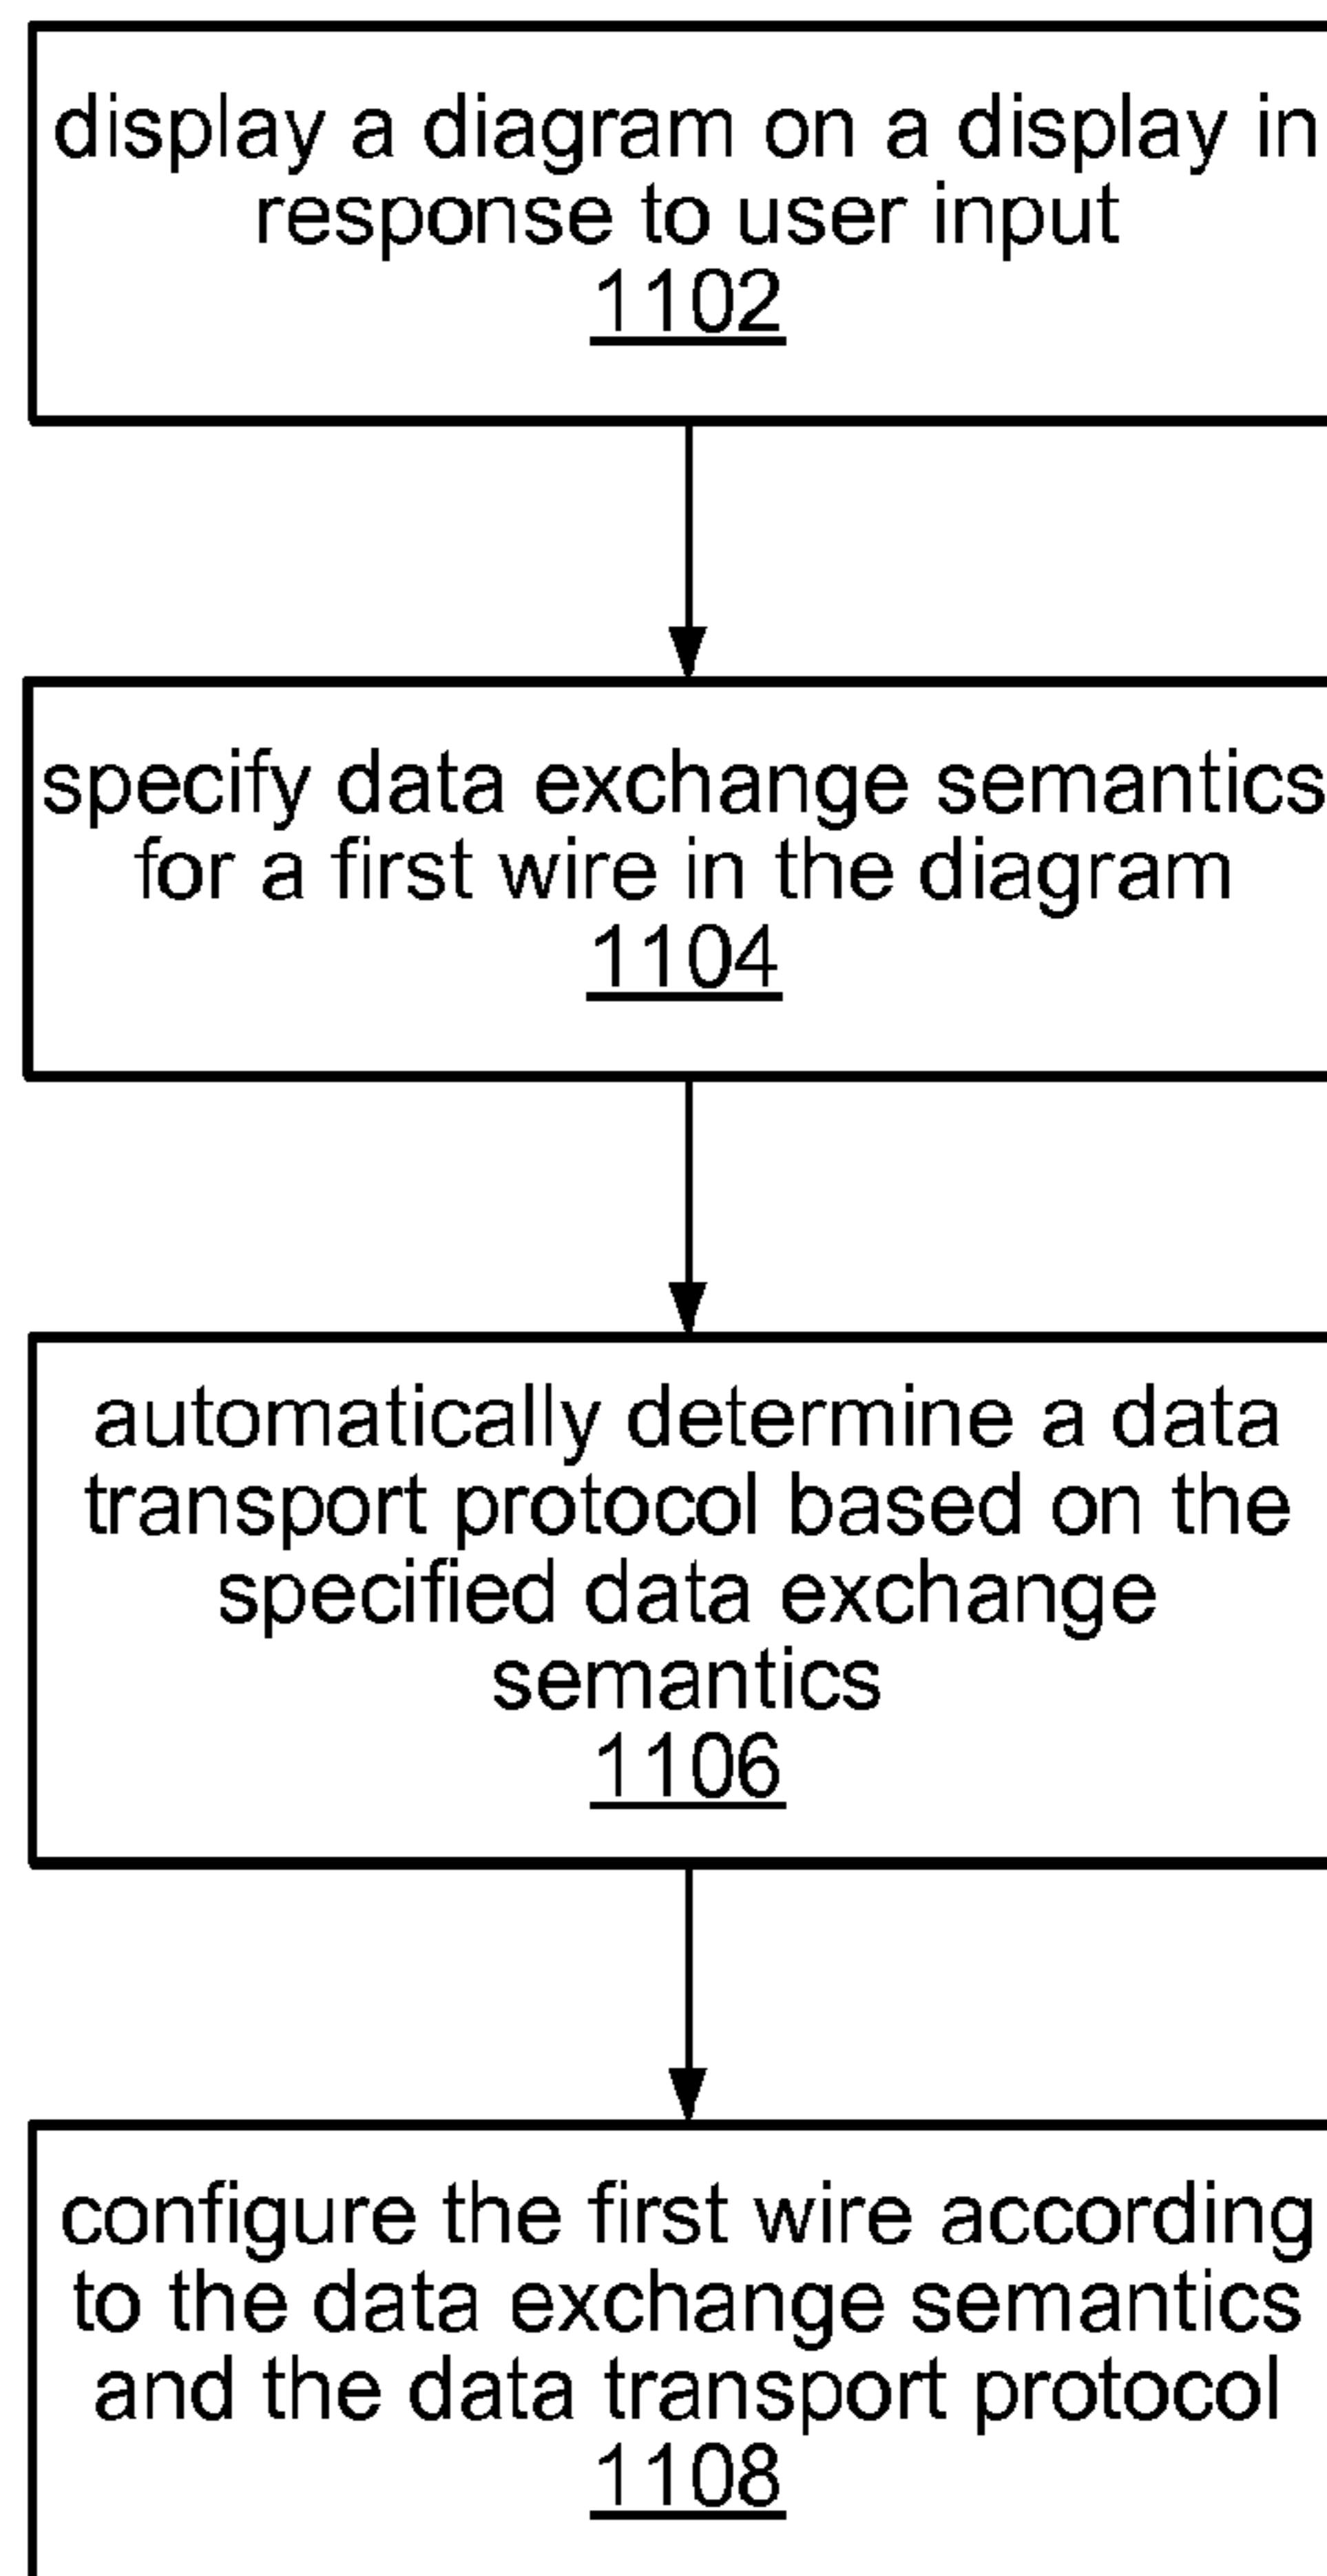 display a diagram on a display in
response to user input
1102
specify data exchange semantics
for a first wire in the diagram
1104
automatically determine a data
transport protocol based on the
specified data exchange
semantics
1106
configure the first wire according
to the data exchange semantics
and the data transport protocol
1108